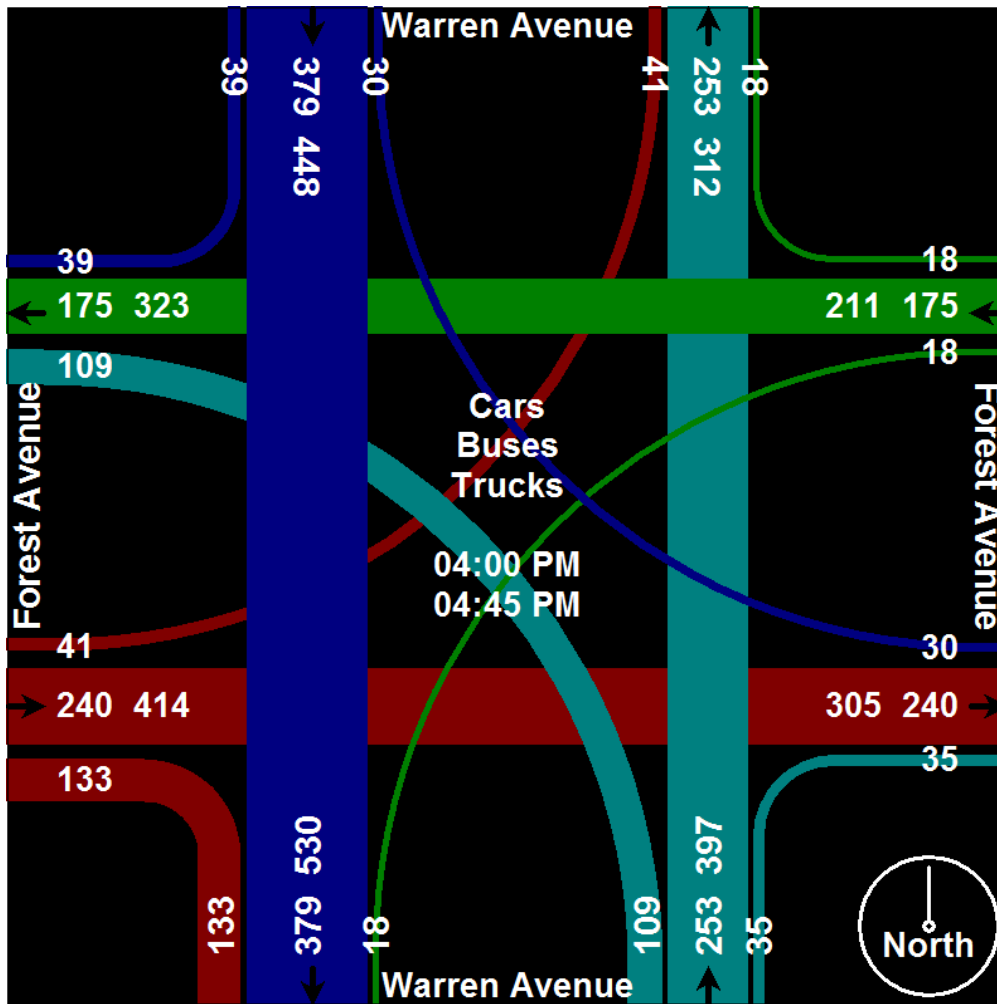 Warren Avenue
39
379 448
30
41
253 312
18
39
18
175 323
211 175
109
18
Forest Avenue
Cars
Buses
Trucks
Forest Avenue
04:00 PM
04:45 PM
41
30
240 414
305 240
133
35
133
379 530
18
109
253 397
35
North
Warren Avenue